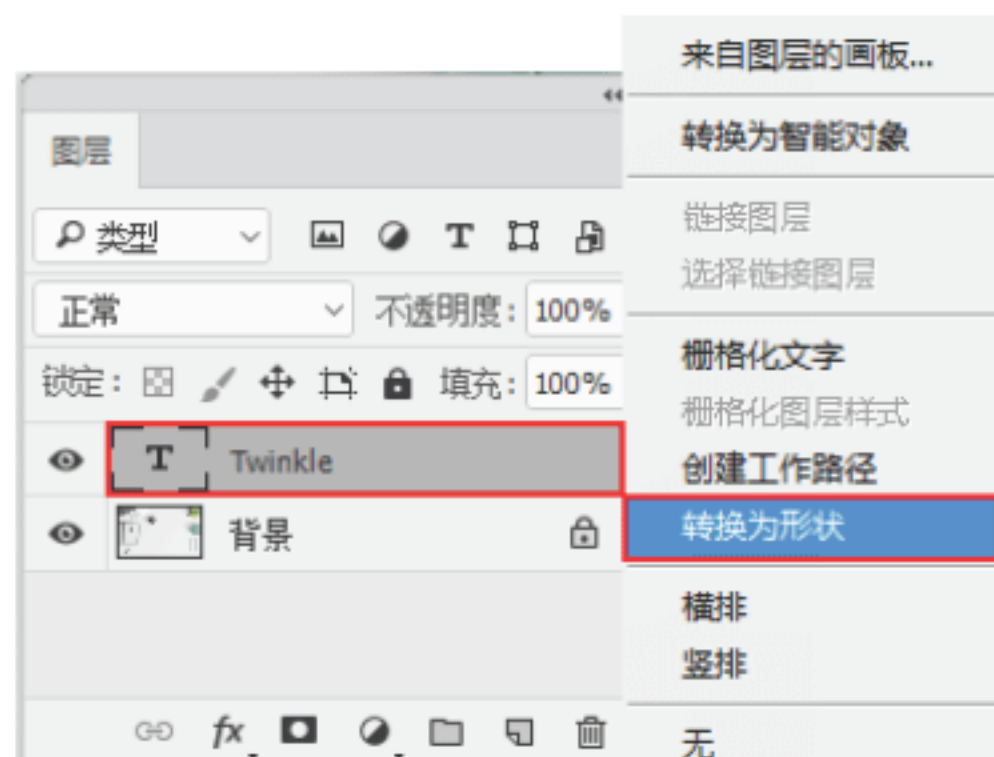 图层
类型
正常
不透明度: 100%
锁定:
填充: 100%
T Twinkle
背景
fx
来自图层的画板...
转换为智能对象
链接图层
选择链接图层
栅格化文字
栅格化图层样式
创建工作路径
转换为形状
横排
竖排
无